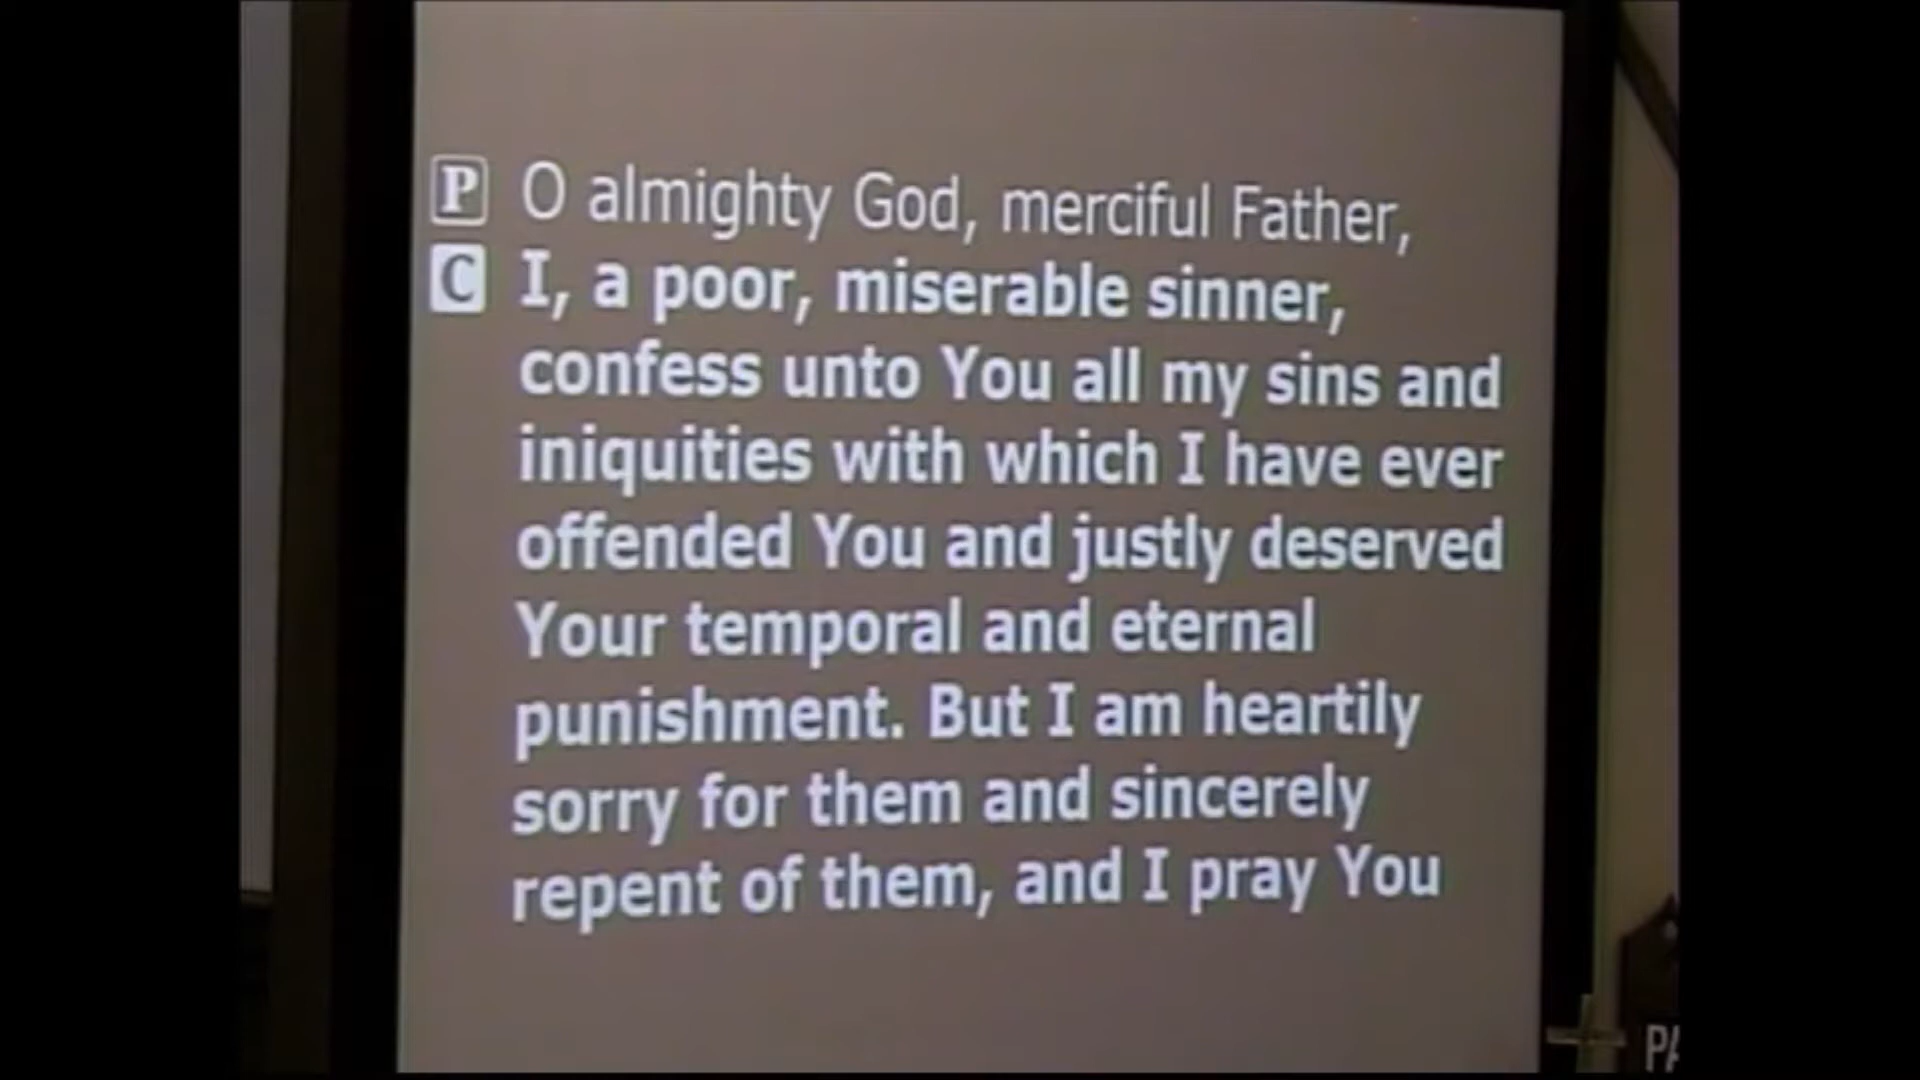 P O almighty God, merciful Father,
C I, a poor, miserable sinner,
confess unto You all my sins and
iniquities with which I have ever
offended You and justly deserved
Your temporal and eternal
punishment. But I am heartily
sorry for them and sincerely
repent of them, and I pray You
PA